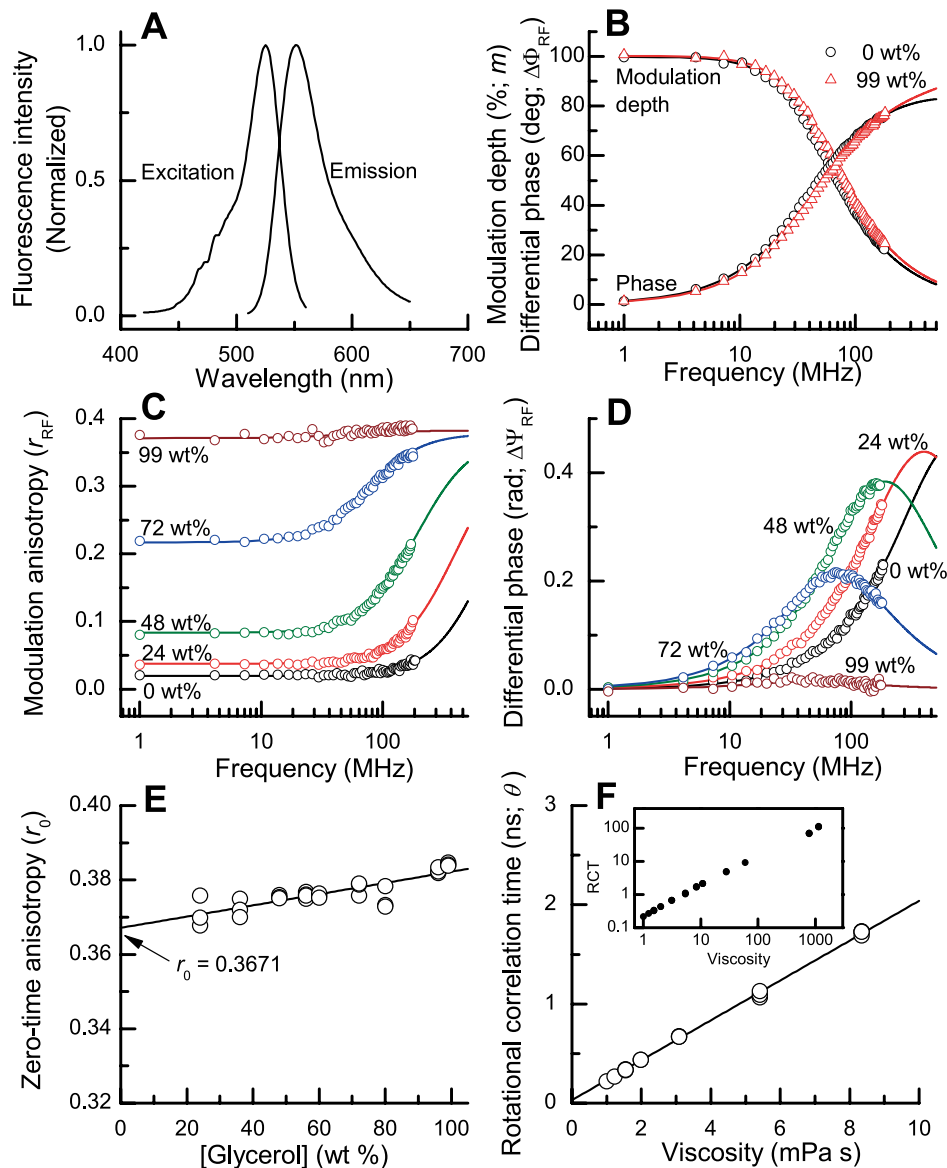 A
Fluorescence intensity
(Normalized)
1.0
0.5
0.0
Excitation
Emission
400
500
600
700
Wavelength (nm)
B
Modulation depth (%; m)
Differential phase (deg; ΔΦRF)
100
80
60
40
20
0
0 wt%
99 wt%
Modulation
depth
Phase
1
10
100
Frequency (MHz)
C
Modulation anisotropy (rRF)
0.4
0.3
0.2
0.1
0.0
99 wt%
72 wt%
48 wt%
24 wt%
0 wt%
1
10
100
Frequency (MHz)
D
Differential phase (rad; ΔΨRF)
0.4
0.2
0.0
24 wt%
48 wt%
0 wt%
72 wt%
99 wt%
1
10
100
Frequency (MHz)
E
Zero-time anisotropy (r0)
0.40
0.38
0.36
0.34
0.32
r0 = 0.3671
0
20
40
60
80
100
[Glycerol] (wt %)
F
Rotational correlation time (ns; θ)
3
2
1
0
RCT
100
10
1
0.1
1
10
100
1000
Viscosity
0
2
4
6
8
10
Viscosity (mPa s)